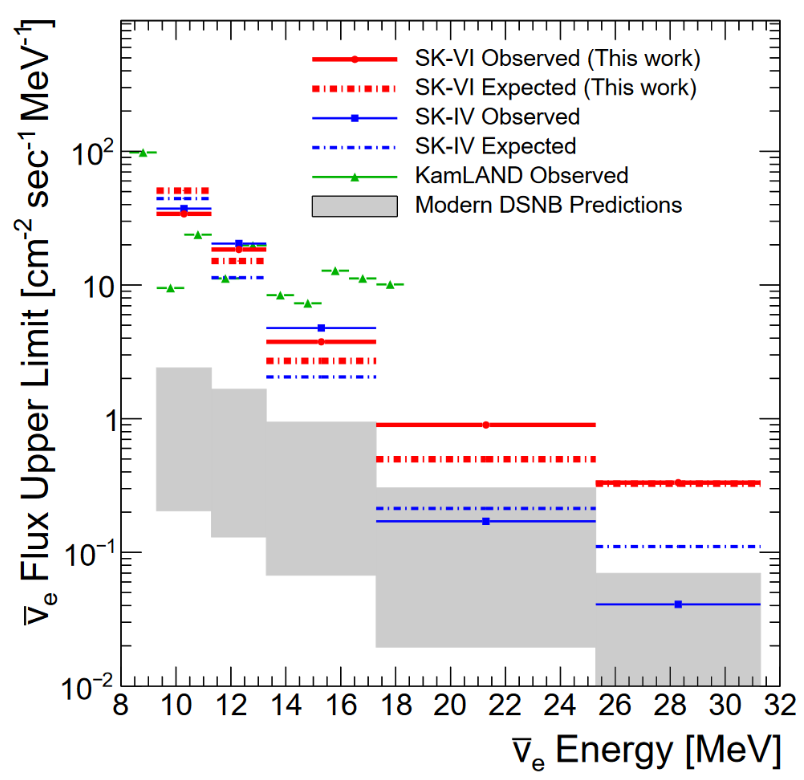 ν̄e Flux Upper Limit [cm-2 sec-1 MeV-1]
SK-VI Observed (This work)
SK-VI Expected (This work)
SK-IV Observed
SK-IV Expected
KamLAND Observed
Modern DSNB Predictions
10²
10
1
10⁻¹
10⁻²
8 10 12 14 16 18 20 22 24 26 28 30 32
ν̄e Energy [MeV]